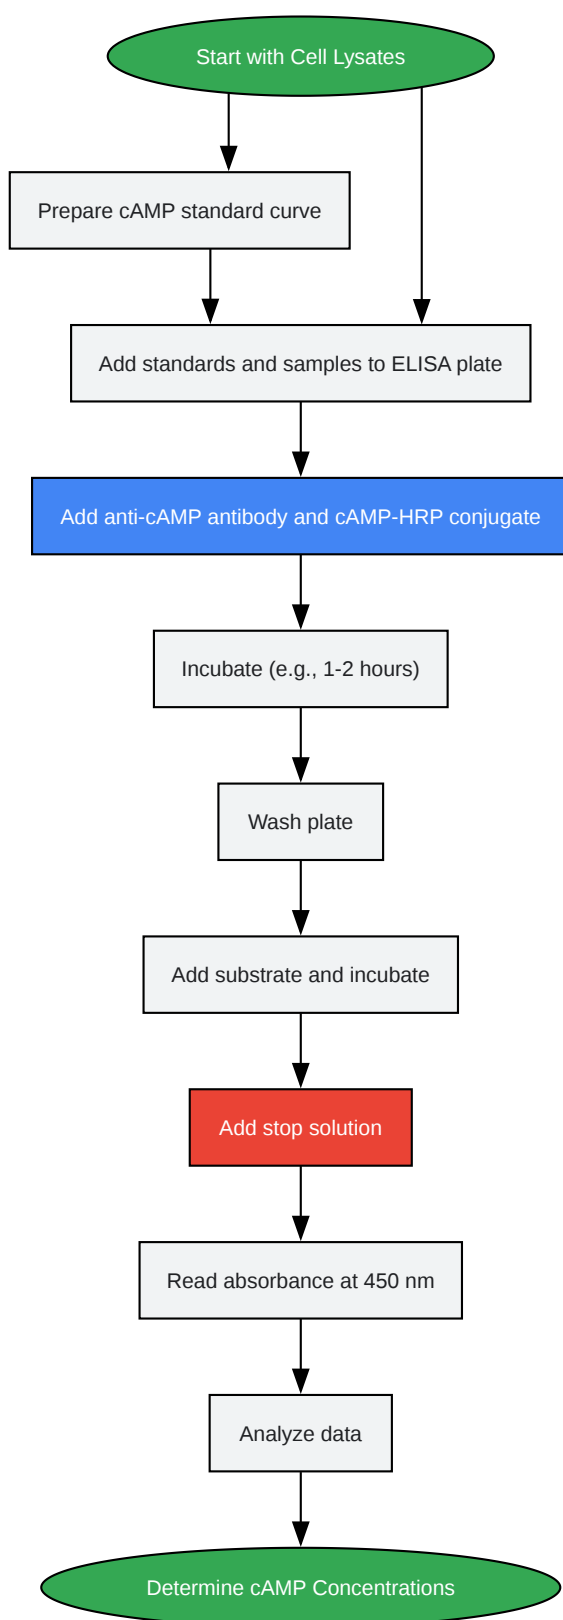 Start with Cell Lysates
Prepare cAMP standard curve
Add standards and samples to ELISA plate
Add anti-cAMP antibody and cAMP-HRP conjugate
Incubate (e.g., 1-2 hours)
Wash plate
Add substrate and incubate
Add stop solution
Read absorbance at 450 nm
Analyze data
Determine cAMP Concentrations